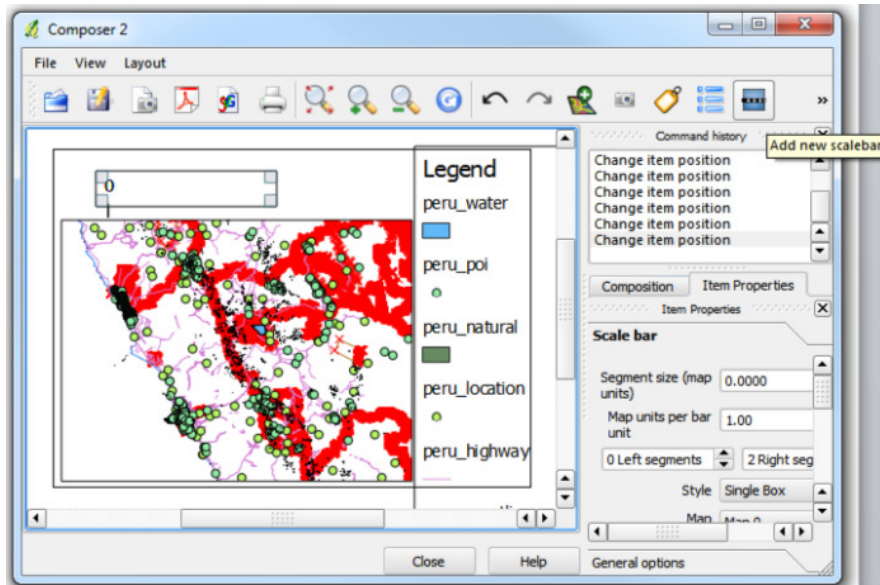 Composer 2
File View Layout
»
Command history
Add new scalebar
Change item position
Change item position
Change item position
Change item position
Change item position
Change item position
0
Legend
peru_water
peru_poi
peru_natural
peru_location
peru_highway
Composition
Item Properties
Item Properties
Scale bar
Segment size (map
units)
0.0000
Map units per bar
unit
1.00
0 Left segments
2 Right seg
Style
Single Box
Map
Map 0
Close
Help
General options